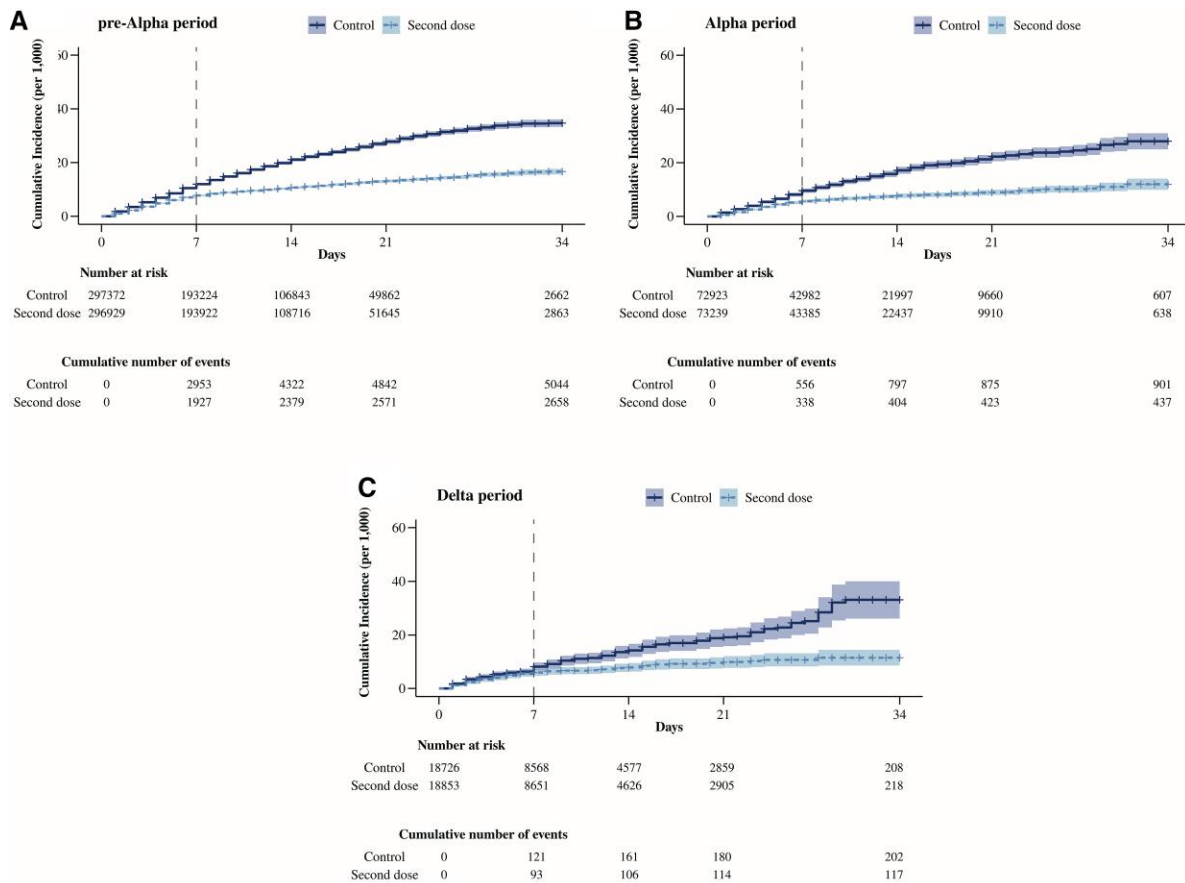 A pre-Alpha period Control Second dose
Cumulative Incidence (per 1,000)
60
40
20
0
0 7 14 21 34
Days
Number at risk
Control 297372 193224 106843 49862 2662
Second dose 296929 193922 108716 51645 2863
Cumulative number of events
Control 0 2953 4322 4842 5044
Second dose 0 1927 2379 2571 2658
B Alpha period Control Second dose
Cumulative Incidence (per 1,000)
60
40
20
0
0 7 14 21 34
Days
Number at risk
Control 72923 42982 21997 9660 607
Second dose 73239 43385 22437 9910 638
Cumulative number of events
Control 0 556 797 875 901
Second dose 0 338 404 423 437
C Delta period Control Second dose
Cumulative Incidence (per 1,000)
60
40
20
0
0 7 14 21 34
Days
Number at risk
Control 18726 8568 4577 2859 208
Second dose 18853 8651 4626 2905 218
Cumulative number of events
Control 0 121 161 180 202
Second dose 0 93 106 114 117